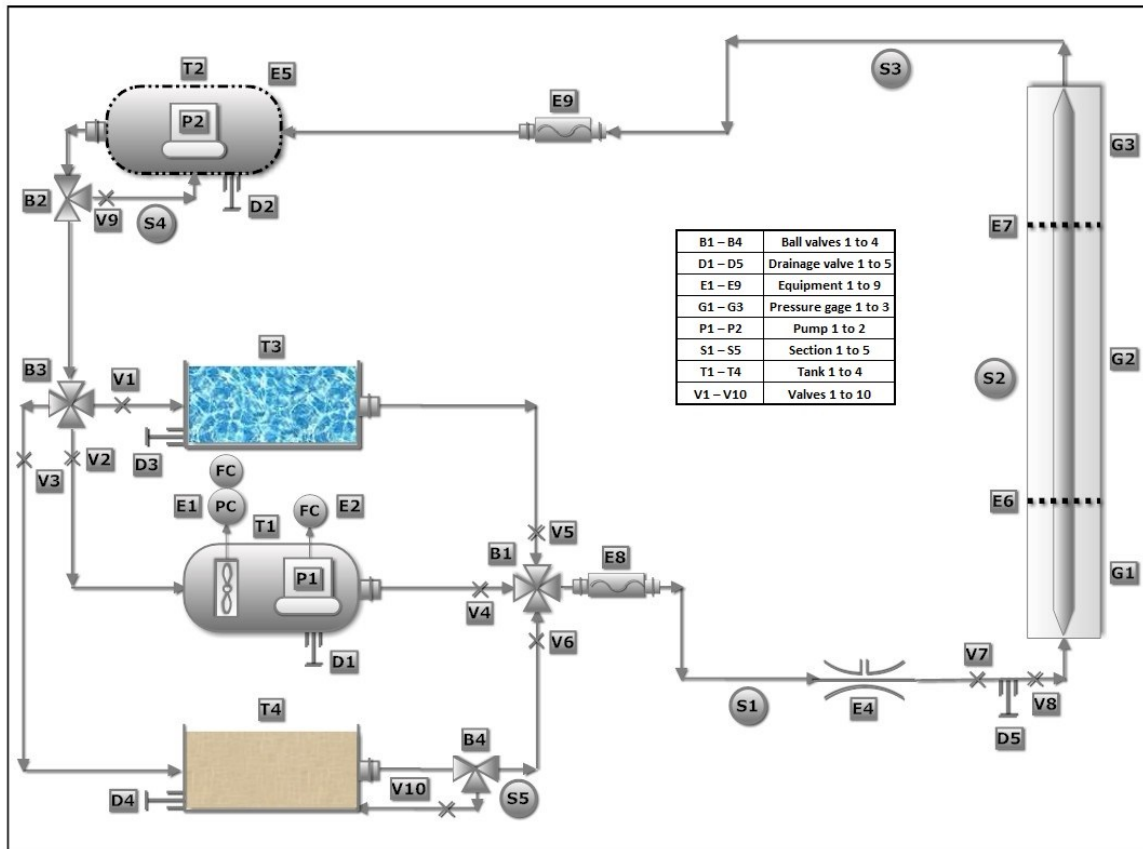 S3
T2
E5
E9
P2
G3
B2
V9
S4
D2
E7
B1 – B4 Ball valves 1 to 4
D1 – D5 Drainage valve 1 to 5
E1 – E9 Equipment 1 to 9
G1 – G3 Pressure gage 1 to 3
P1 – P2 Pump 1 to 2
S1 – S5 Section 1 to 5
T1 – T4 Tank 1 to 4
V1 – V10 Valves 1 to 10
T3
B3
V1
G2
S2
D3
V2
V3
FC
E1
PC
FC
E2
T1
E6
V5
B1
E8
P1
G1
V4
V6
D1
V7
T4
S1
E4
V8
D5
B4
V10
S5
D4